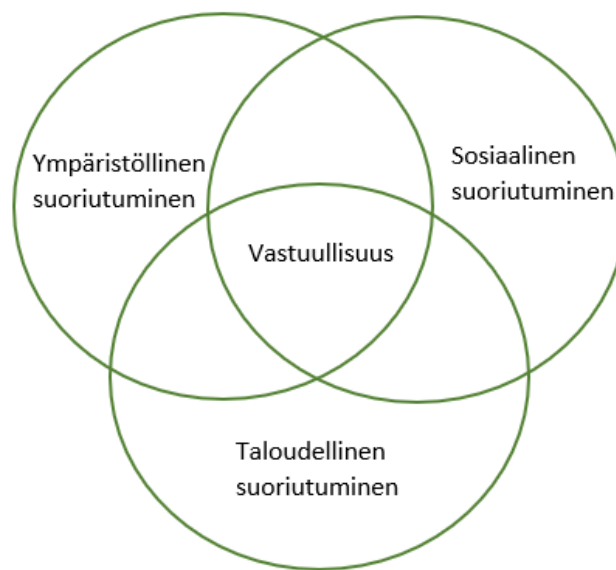 Ympäristöllinen
suoriutuminen
Sosiaalinen
suoriutuminen
Vastuullisuus
Taloudellinen
suoriutuminen